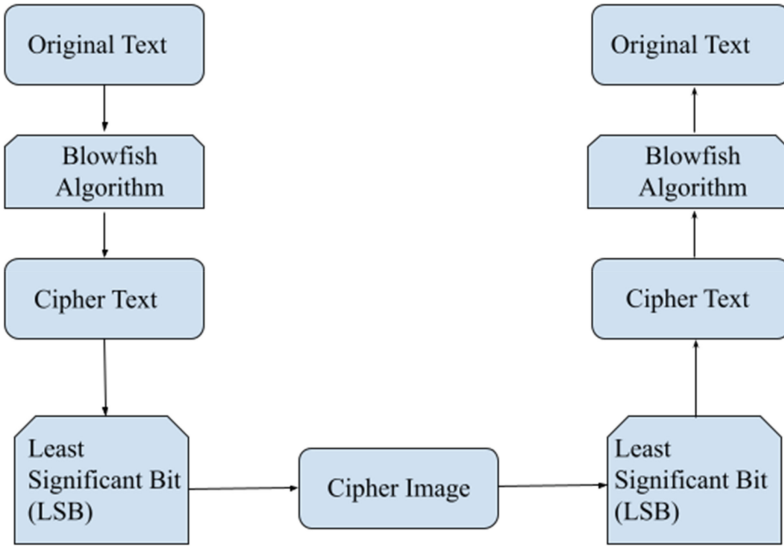 Original Text
Blowfish
Algorithm
Cipher Text
Least
Significant Bit
(LSB)
Cipher Image
Least
Significant Bit
(LSB)
Cipher Text
Blowfish
Algorithm
Original Text